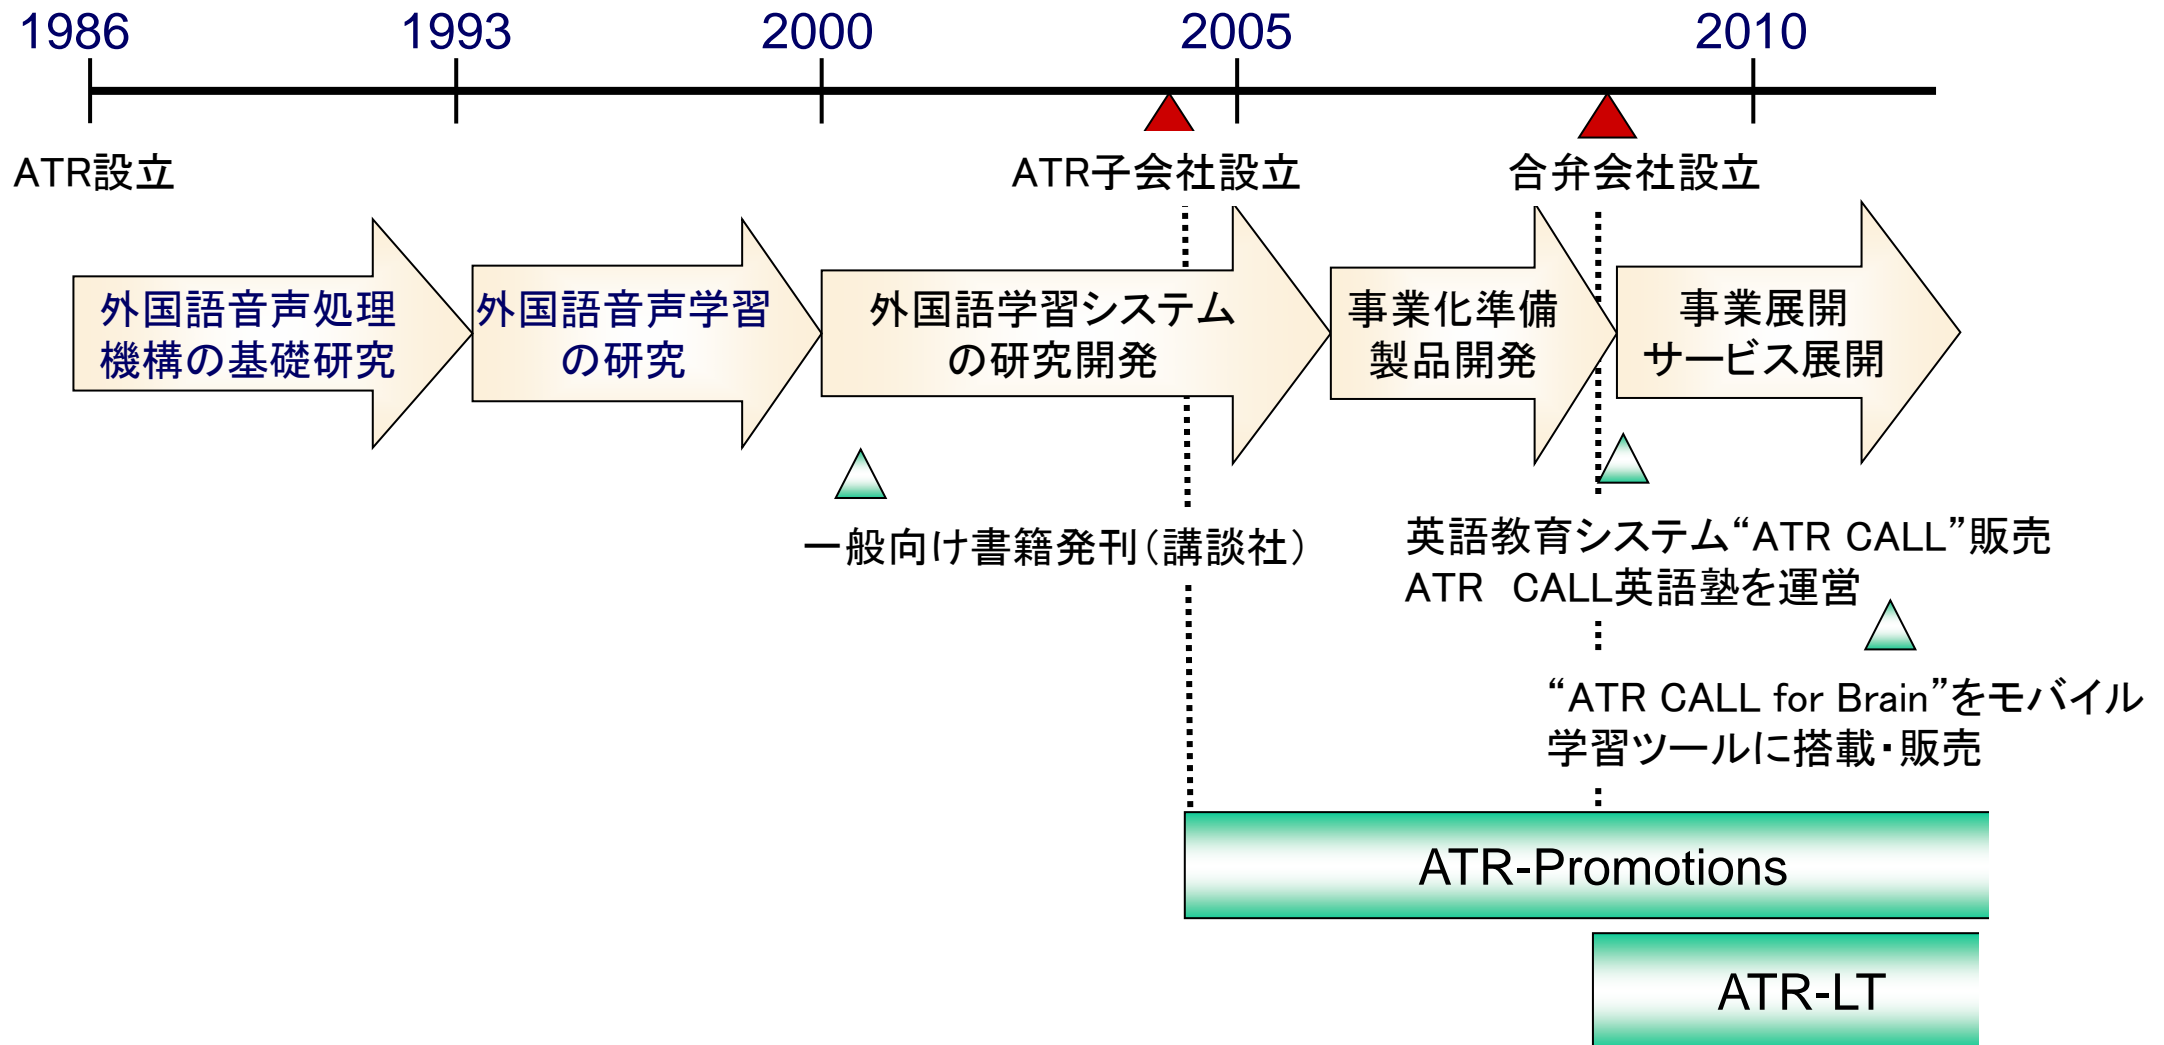 1986
1993
2000
2005
2010
ATR設立
ATR子会社設立
合弁会社設立
外国語音声処理
機構の基礎研究
外国語音声学習
の研究
外国語学習システム
の研究開発
事業化準備
製品開発
事業展開
サービス展開
一般向け書籍発刊（講談社）
英語教育システム“ATR CALL”販売
ATR　CALL英語塾を運営
“ATR CALL for Brain”をモバイル
学習ツールに搭載・販売
ATR-Promotions
ATR-LT